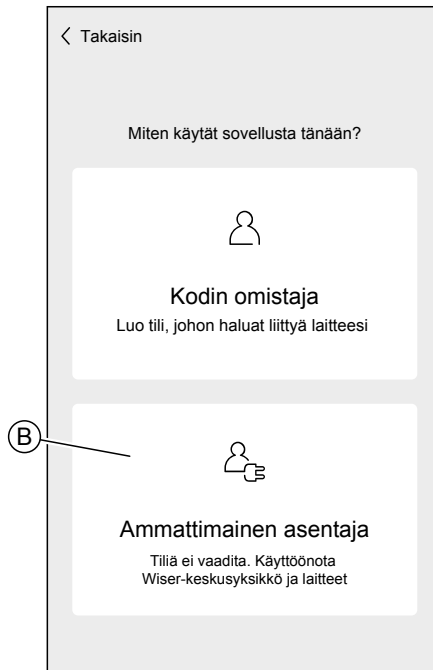 Takaisin
Miten käytät sovellusta tänään?
Kodin omistaja
Luo tili, johon haluat liittyä laitteesi
B
Ammattimainen asentaja
Tiliä ei vaadita. Käyttöönota
Wiser-keskusyksikkö ja laitteet